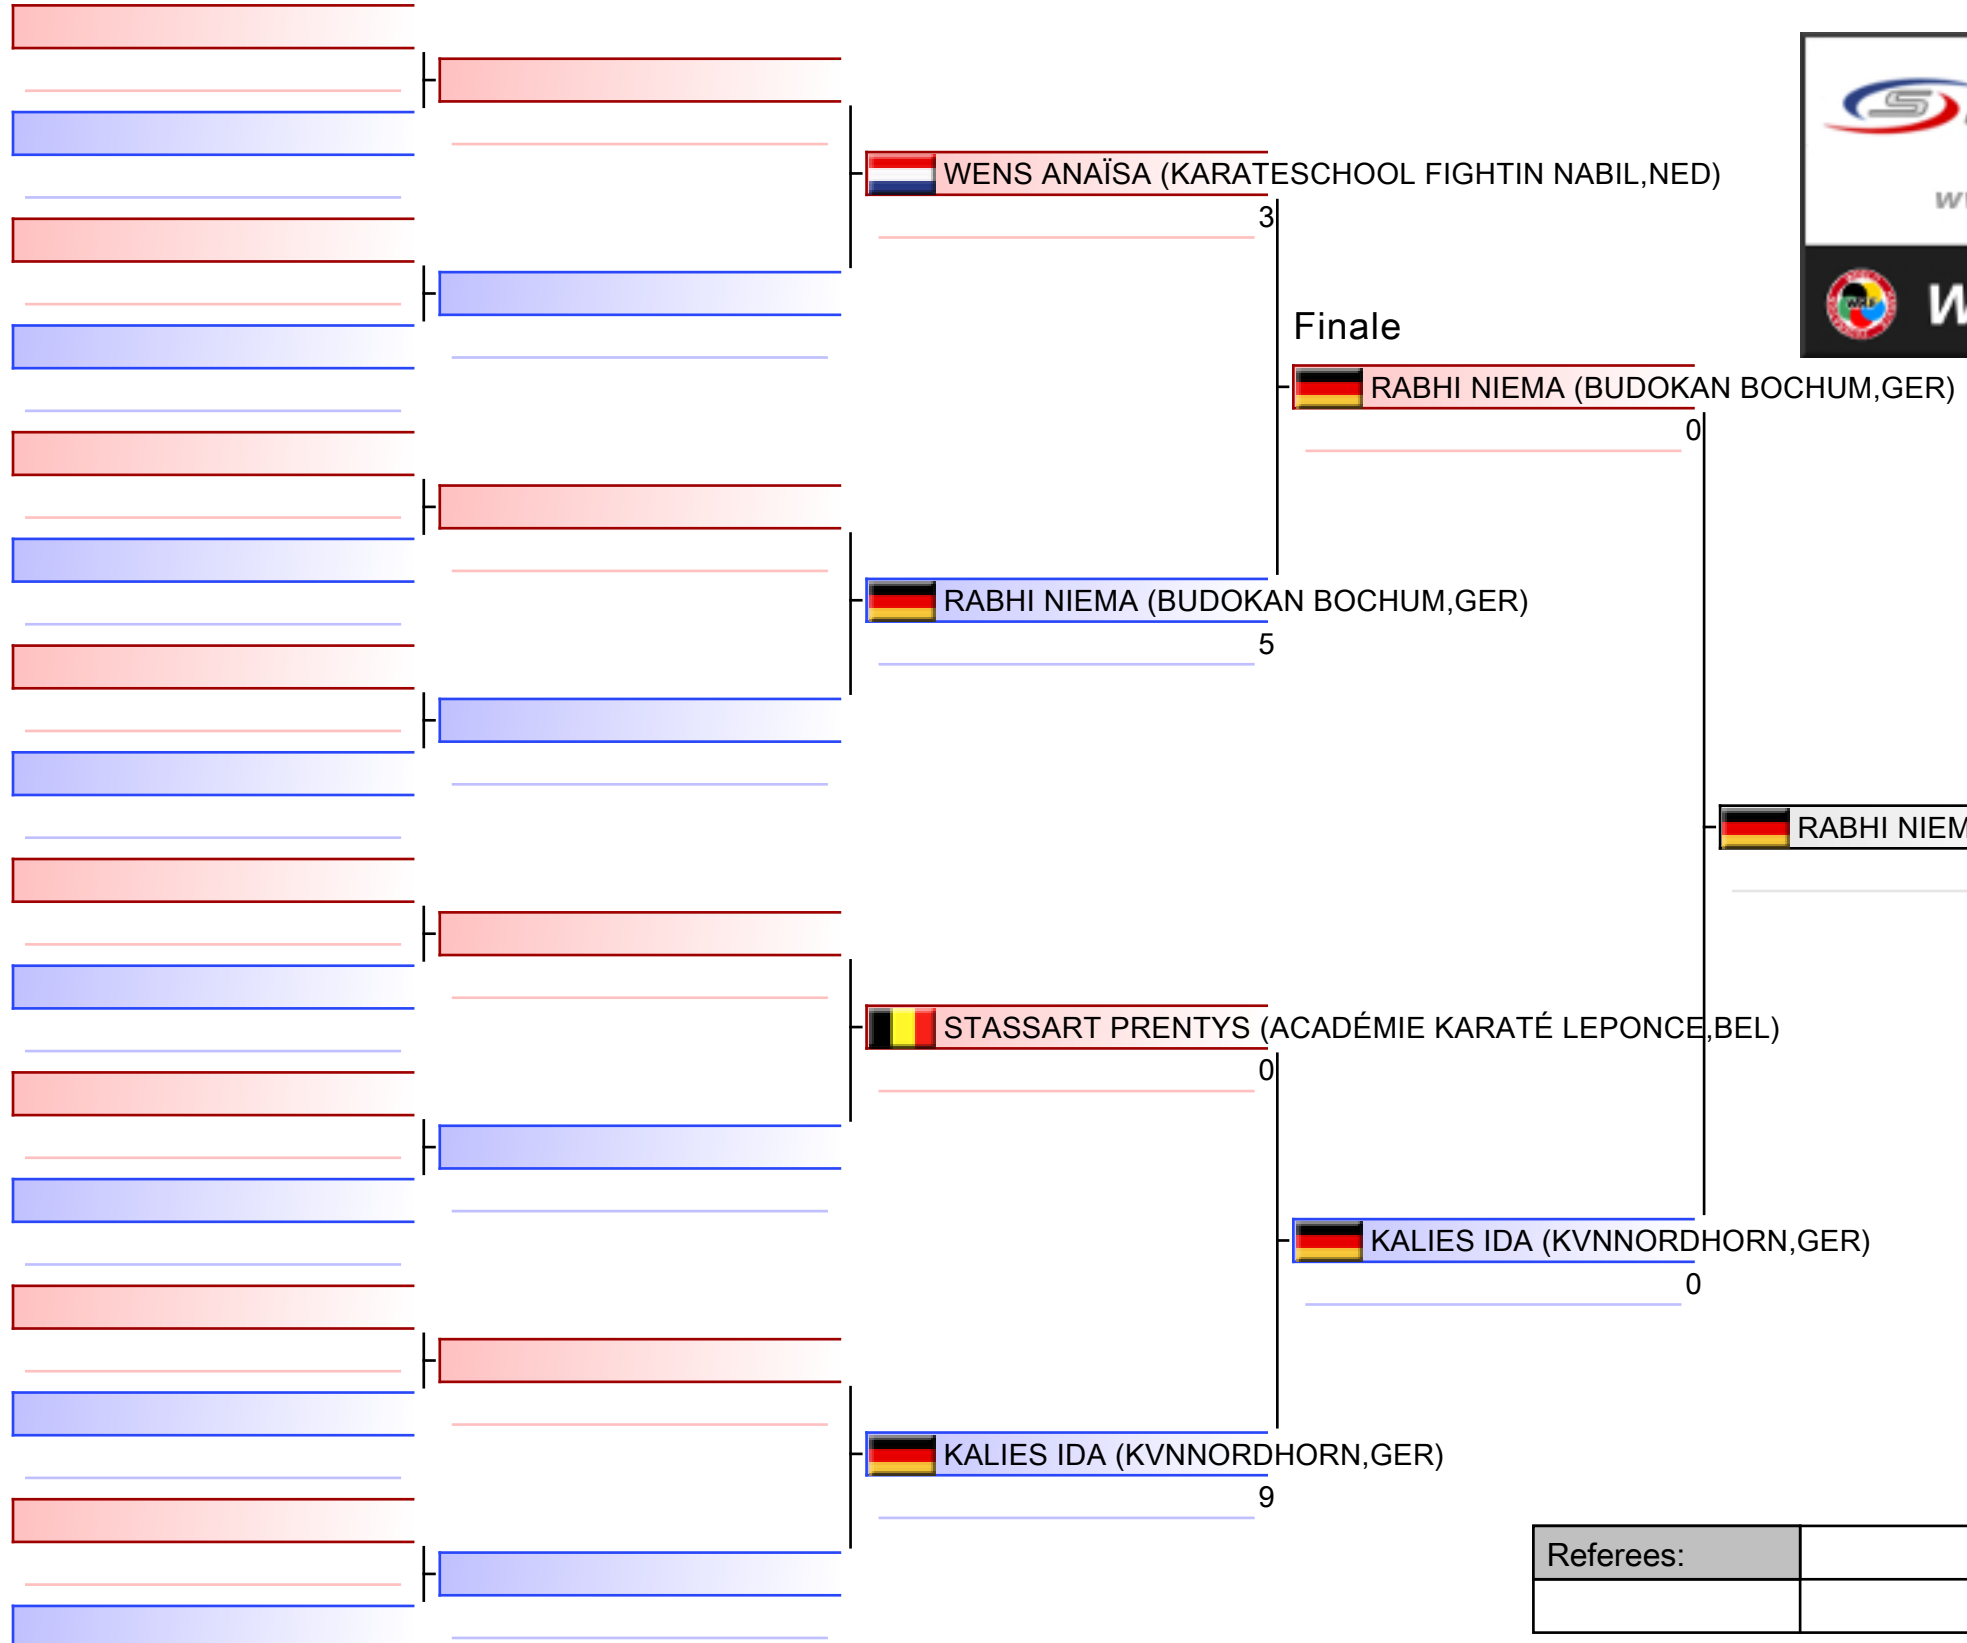 WENS ANAÏSA (KARATESCHOOL FIGHTIN NABIL,NED)
3
Finale
RABHI NIEMA (BUDOKAN BOCHUM,GER)
0
RABHI NIEMA (BUDOKAN BOCHUM,GER)
5
RABHI NIEM
STASSART PRENTYS (ACADÉMIE KARATÉ LEPONCE,BEL)
0
KALIES IDA (KVNNORDHORN,GER)
0
KALIES IDA (KVNNORDHORN,GER)
9
Referees: